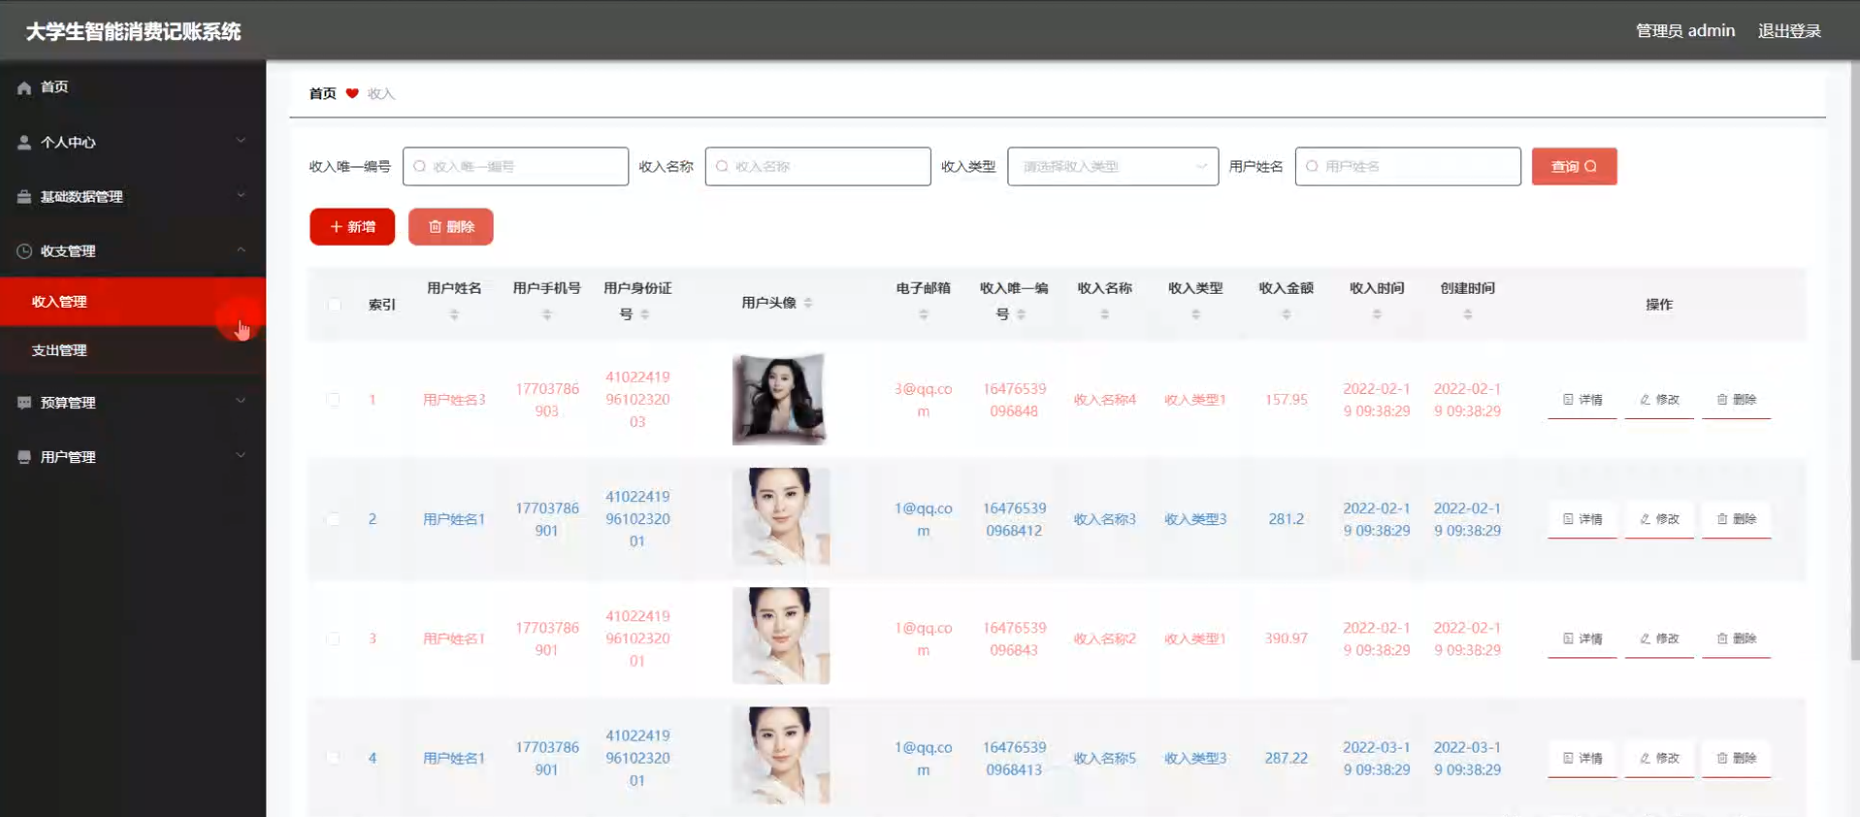 大学生智能消费记账系统
管理员 admin
退出登录
首页
个人中心
基础数据管理
收支管理
收入管理
支出管理
预算管理
用户管理
首页 收入
收入唯一编号 收入唯一编号 收入名称 收入名称 收入类型 请选择收入类型 用户姓名 用户姓名 查询
新增 删除
索引 用户姓名 用户手机号 用户身份证号 用户头像 电子邮箱 收入唯一编号 收入名称 收入类型 收入金额 收入时间 创建时间 操作
1 用户姓名3 17703786903 410224199610232003 3@qq.com 16476539096848 收入名称4 收入类型1 157.95 2022-02-19 09:38:29 2022-02-19 09:38:29 详情 修改 删除
2 用户姓名1 17703786901 410224199610232001 1@qq.com 164765390968412 收入名称3 收入类型3 281.2 2022-02-19 09:38:29 2022-02-19 09:38:29 详情 修改 删除
3 用户姓名1 17703786901 410224199610232001 1@qq.com 16476539096843 收入名称2 收入类型1 390.97 2022-02-19 09:38:29 2022-02-19 09:38:29 详情 修改 删除
4 用户姓名1 17703786901 410224199610232001 1@qq.com 164765390968413 收入名称5 收入类型3 287.22 2022-03-19 09:38:29 2022-03-19 09:38:29 详情 修改 删除